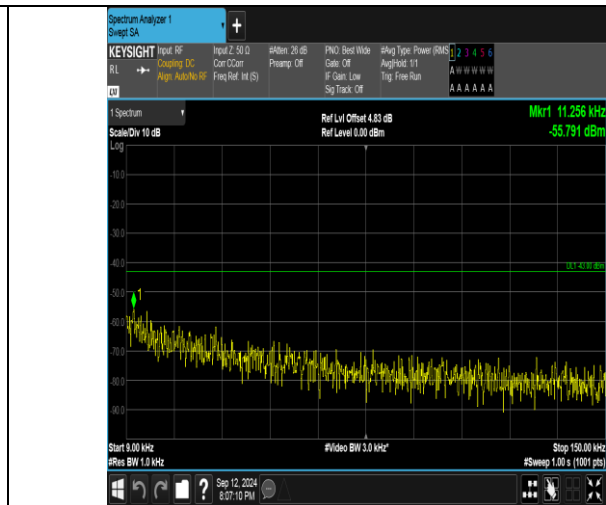 Spectrum Analyzer 1
Swept SA
+
KEYSIGHT
RL
Input: RF
Coupling: DC
Align: Auto/No RF
Input Z: 50 Ω
Corr CCorr
Freq Ref: Int (S)
#Atten: 26 dB
Preamp: Off
PNO: Best Wide
Gate: Off
IF Gain: Low
Sig Track: Off
#Avg Type: Power (RMS
Avg|Hold: 1/1
Trig: Free Run
1 2 3 4 5 6
A W W W W W
A A A A A A
1 Spectrum
Scale/Div 10 dB
Ref Lvl Offset 4.83 dB
Ref Level 0.00 dBm
Mkr1 11.256 kHz
-55.791 dBm
Log
-10.0
-20.0
-30.0
-40.0
DL1 -43.00 dBm
1
-60.0
-70.0
-80.0
-90.0
Start 9.00 kHz
#Res BW 1.0 kHz
#Video BW 3.0 kHz*
Stop 150.00 kHz
#Sweep 1.00 s (1001 pts)
?
Sep 12, 2024
8:07:10 PM